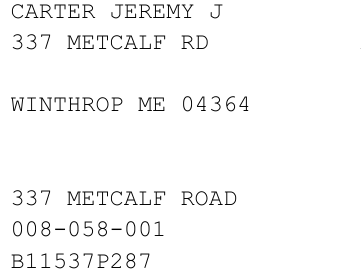 CARTER JEREMY J
337 METCALF RD
WINTHROP ME 04364
337 METCALF ROAD
008-058-001
B11537P287